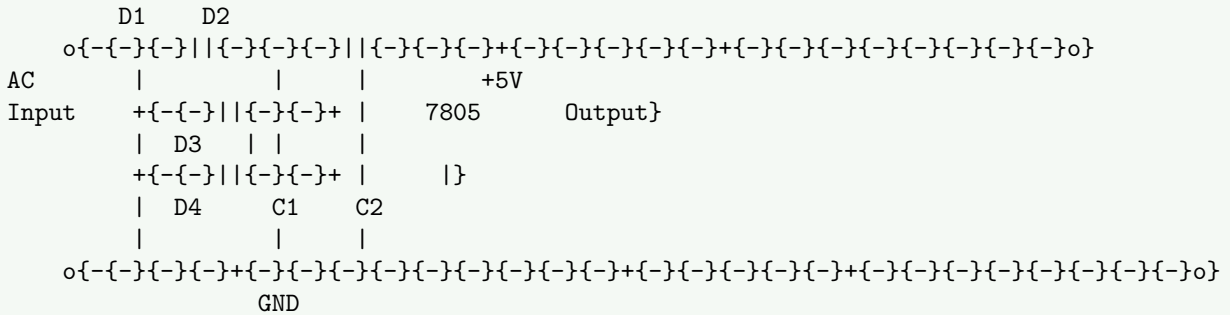 D1 D2
o{-{-}{-}||{-}{-}{-}||{-}{-}{-}+{-}{-}{-}{-}{-}+{-}{-}{-}{-}{-}{-}{-}{-}o}
AC | | | +5V
Input +{-{-}||{-}{-}+ | 7805 Output}
| D3 | | |
+{-{-}||{-}{-}+ | |}
| D4 C1 C2
| | |
o{-{-}{-}{-}+{-}{-}{-}{-}{-}{-}{-}{-}{-}+{-}{-}{-}{-}+{-}{-}{-}{-}{-}{-}{-}o}
GND